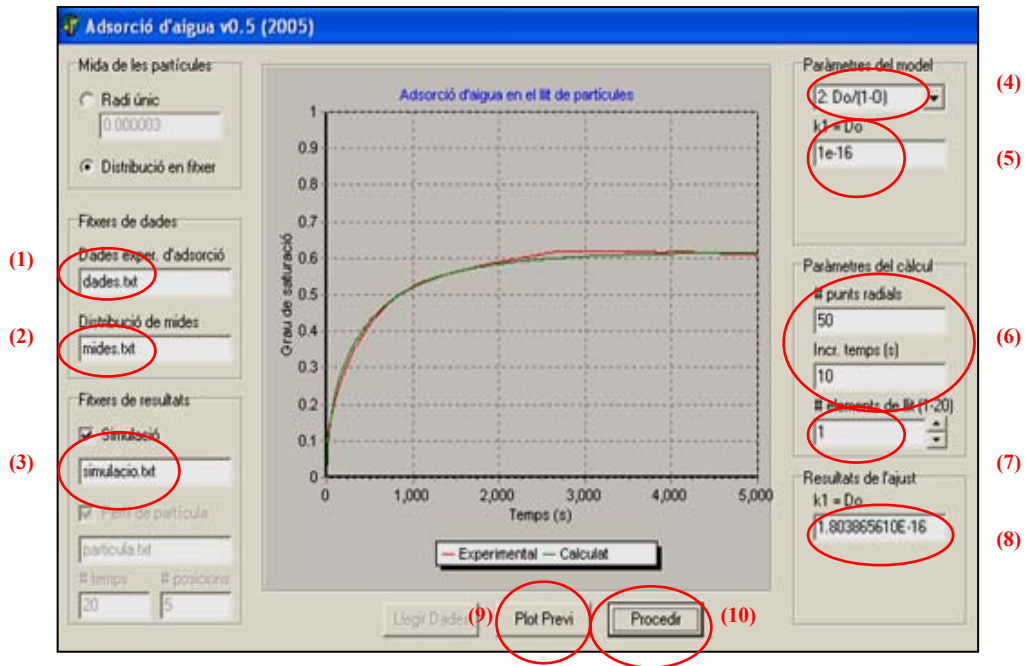 Adsorció d'aigua v0.5 (2005)
Mida de les partícules
Radi únic
0.000003
Distribució en fitxer
Fitxers de dades
(1)
Dades exper. d'adsorció
dades.txt
Distribució de mides
(2)
mides.txt
Fitxers de resultats
Simulació
(3)
simulacio.txt
Perfil de partícula
particula.txt
# temps # posicions
20 5
Adsorció d'aigua en el llit de partícules
Grau de saturació
1
0.9
0.8
0.7
0.6
0.5
0.4
0.3
0.2
0.1
0
0 1,000 2,000 3,000 4,000 5,000
Temps (s)
Experimental Calculat
Llegir Dades
(9)
Plot Previ
Procedir
(10)
Paràmetres del model
(4)
2: Do/(1-O)
k1 = Do
(5)
1e-16
Paràmetres del càlcul
# punts radials
50
(6)
Incr. temps (s)
10
# elements de llit (1-20)
1
(7)
Resultats de l'ajust
k1 = Do
1.803865610E-16
(8)